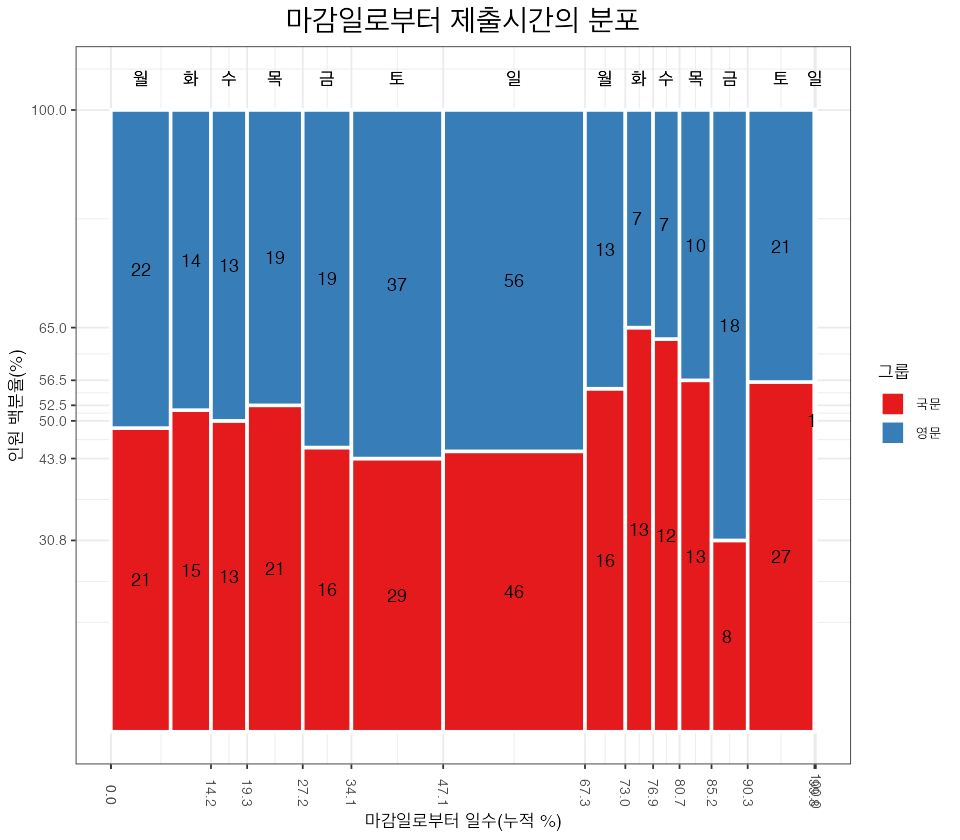 마감일로부터 제출시간의 분포
월 화 수 목 금 토 일 월 화 수 목 금 토 일
100.0
65.0
56.5
52.5
50.0
43.9
30.8
인원 백분율(%)
22 14 13 19 19 37 56 13 7 7 10 18 21
1
21 15 13 21 16 29 46 16 13 12 13 8 27
그룹
국문
영문
0.0 14.2 19.3 27.2 34.1 47.1 67.3 73.0 76.9 80.7 85.2 90.3
마감일로부터 일수(누적 %)